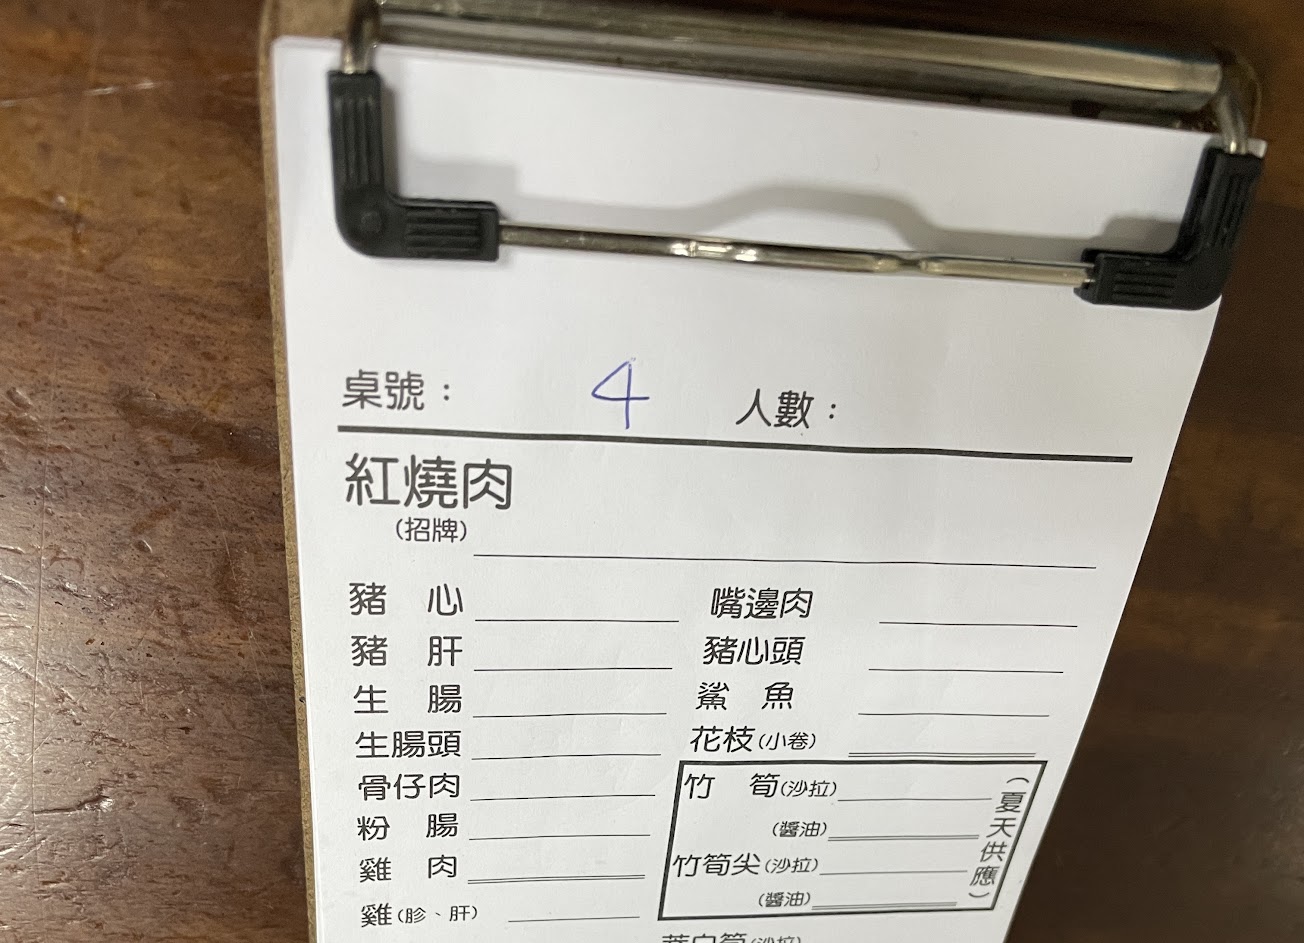 桌號： 4 人數：
紅燒肉
(招牌)
豬 心 嘴邊肉
豬 肝 豬心頭
生 腸 鯊 魚
生腸頭 花枝(小卷)
骨仔肉 竹 筍(沙拉)
粉 腸 (醬油)
雞 肉 竹筍尖(沙拉)
雞(胗、肝) (醬油)
(夏天供應)